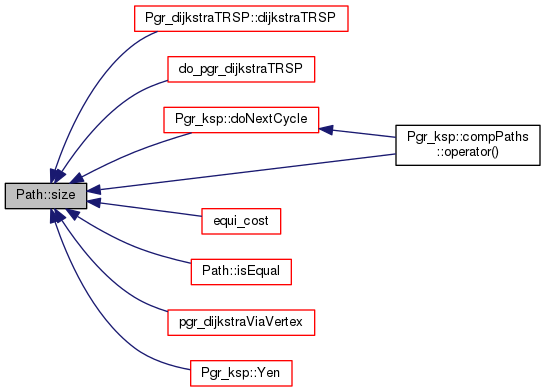 Pgr_dijkstraTRSP::dijkstraTRSP
do_pgr_dijkstraTRSP
Pgr_ksp::doNextCycle
Pgr_ksp::compPaths
::operator()
Path::size
equi_cost
Path::isEqual
pgr_dijkstraViaVertex
Pgr_ksp::Yen